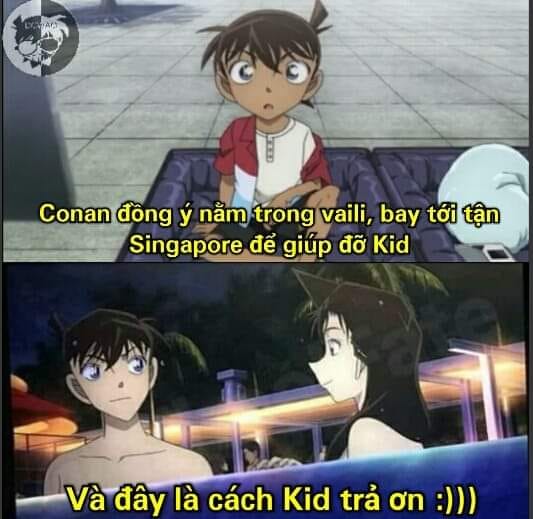 Conan đồng ý nằm trong vaili, bay tới tận
Singapore để giúp đỡ Kid
Và đây là cách Kid trả ơn :)))